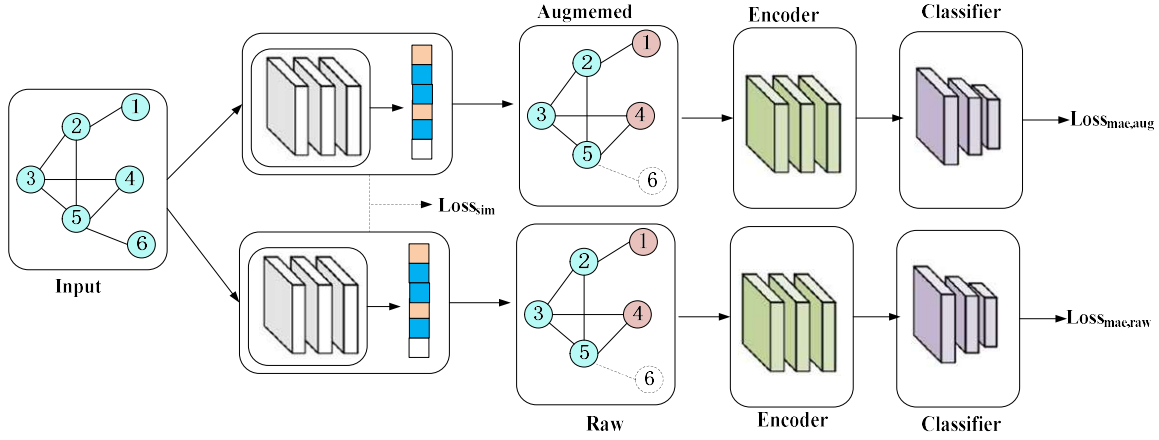 Augmemed
Encoder
Classifier
1
2
3
4
5
6
Input
1
2
3
4
5
6
Loss_mae,aug
Loss_sim
1
2
3
4
5
6
Loss_mae,raw
Raw
Encoder
Classifier